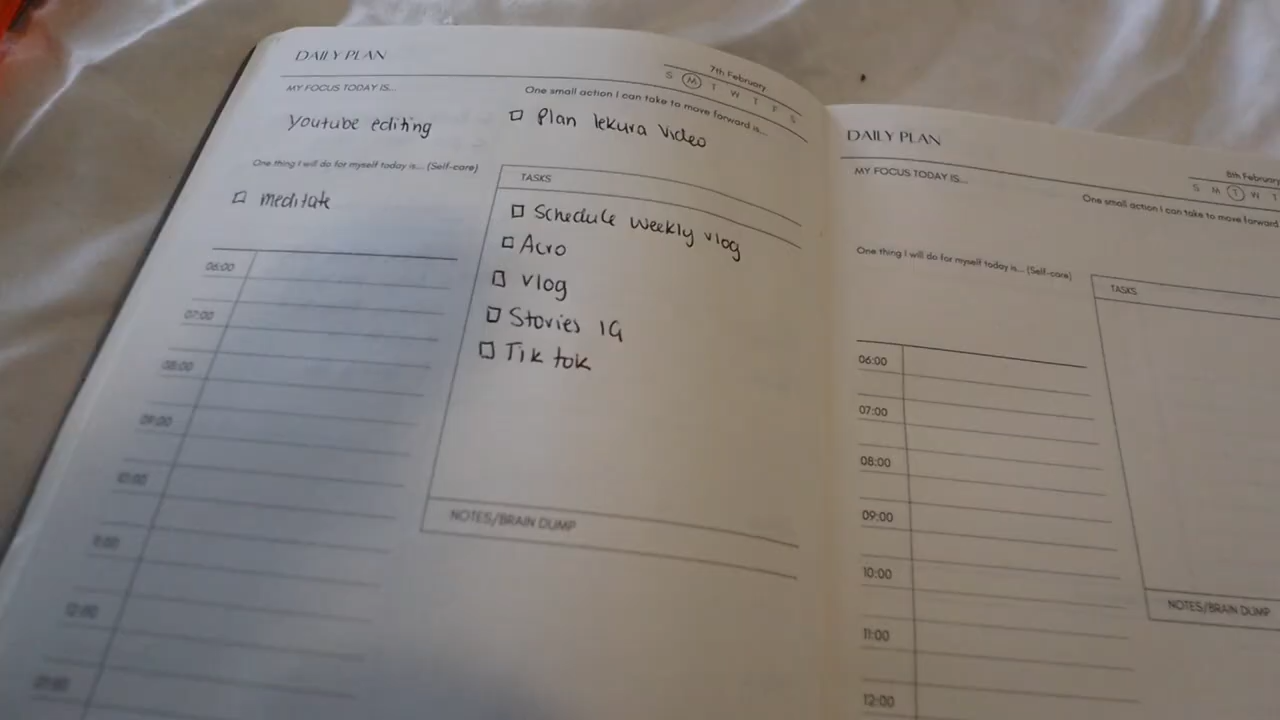 DAILY PLAN
7th February
S M T W T F S
MY FOCUS TODAY IS...
One small action I can take to move forward is...
Youtube editing
Plan lekura video
One thing I will do for myself today is... (Self-care)
meditate
TASKS
Schedule weekly vlog
Acro
vlog
Stories IG
Tik tok
06:00
07:00
08:00
09:00
10:00
11:00
12:00
NOTES/BRAIN DUMP
DAILY PLAN
8th February
S M T W T
MY FOCUS TODAY IS...
One small action I can take to move forward
One thing I will do for myself today is... (Self-care)
TASKS
06:00
07:00
08:00
09:00
10:00
11:00
12:00
NOTES/BRAIN DUMP